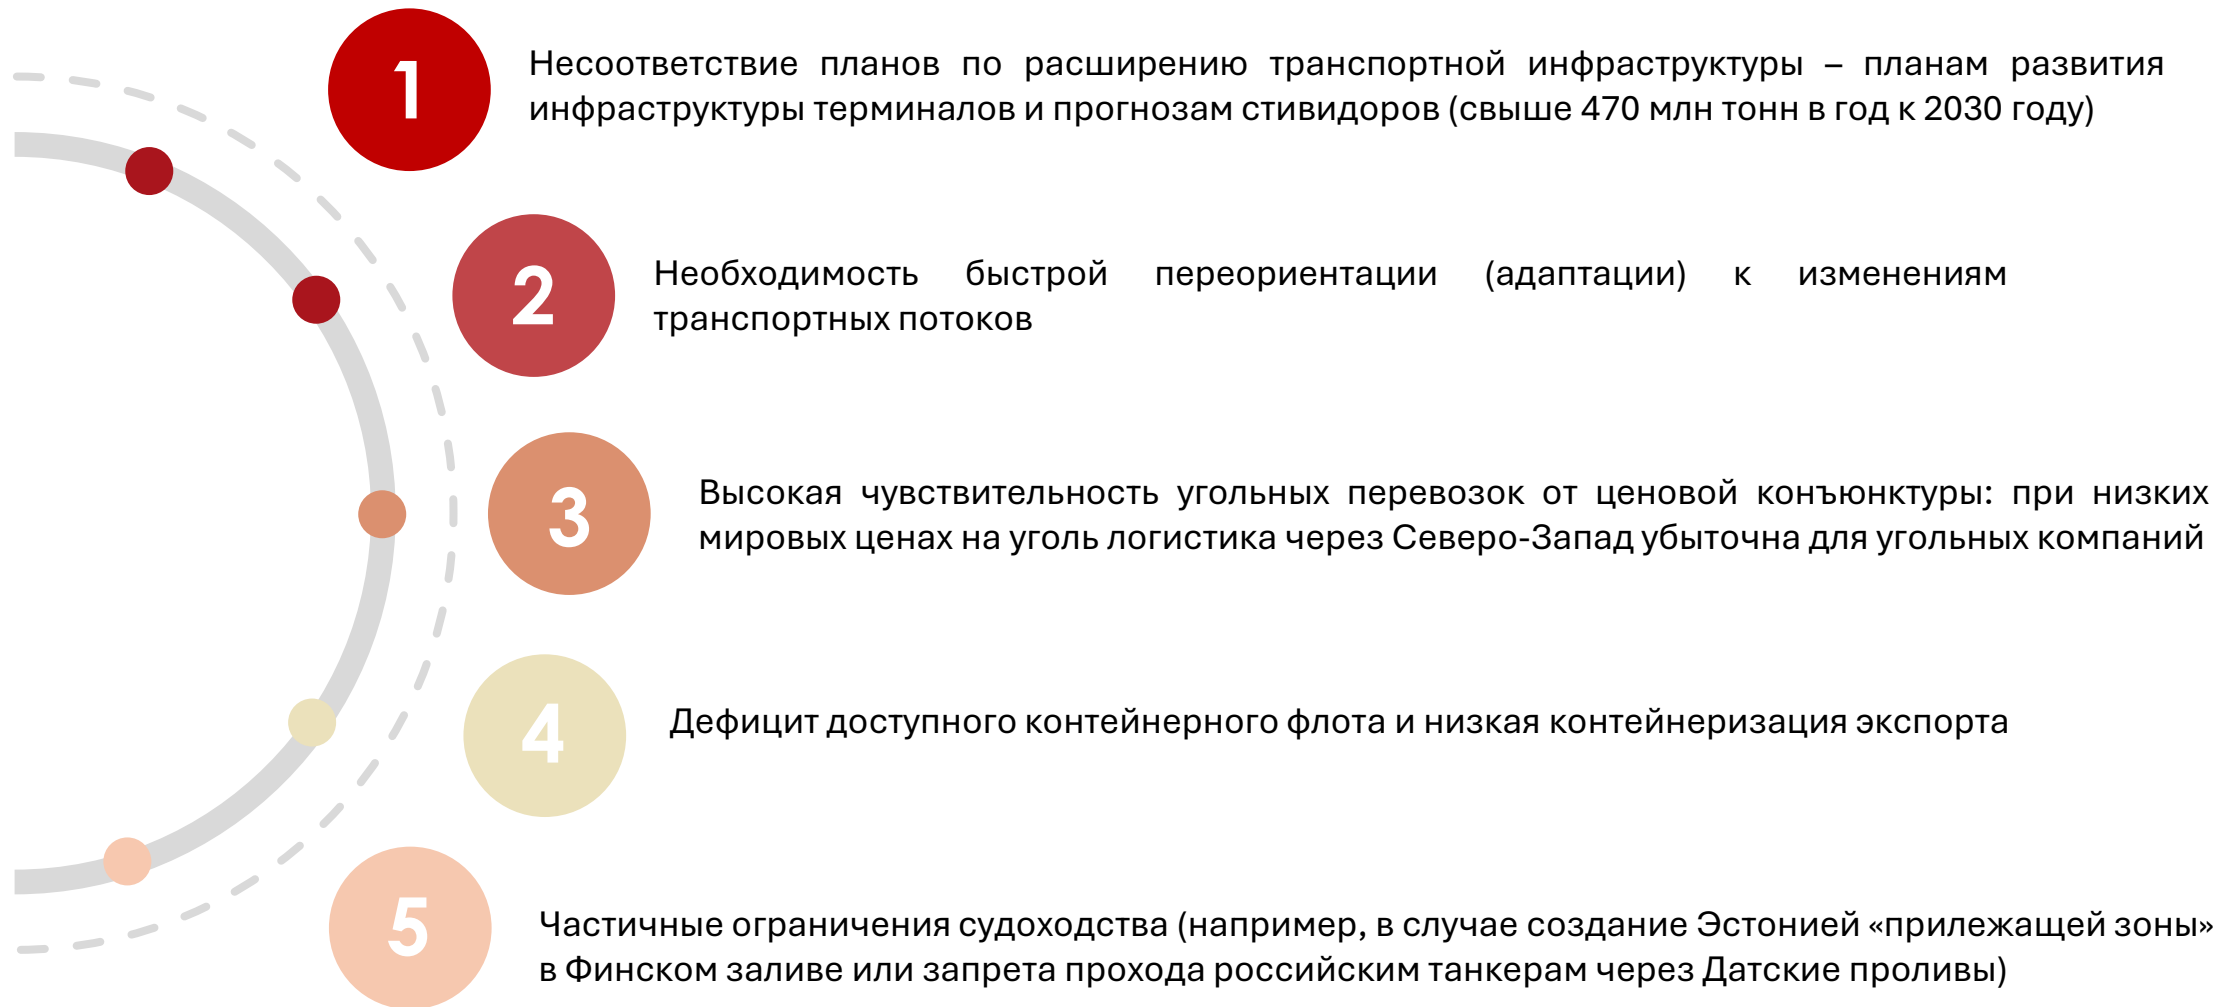 1
Несоответствие планов по расширению транспортной инфраструктуры – планам развития
инфраструктуры терминалов и прогнозам стивидоров (свыше 470 млн тонн в год к 2030 году)
2
Необходимость быстрой переориентации (адаптации) к изменениям
транспортных потоков
3
Высокая чувствительность угольных перевозок от ценовой конъюнктуры: при низких
мировых ценах на уголь логистика через Северо-Запад убыточна для угольных компаний
4
Дефицит доступного контейнерного флота и низкая контейнеризация экспорта
5
Частичные ограничения судоходства (например, в случае создание Эстонией «прилежащей зоны»
в Финском заливе или запрета прохода российским танкерам через Датские проливы)